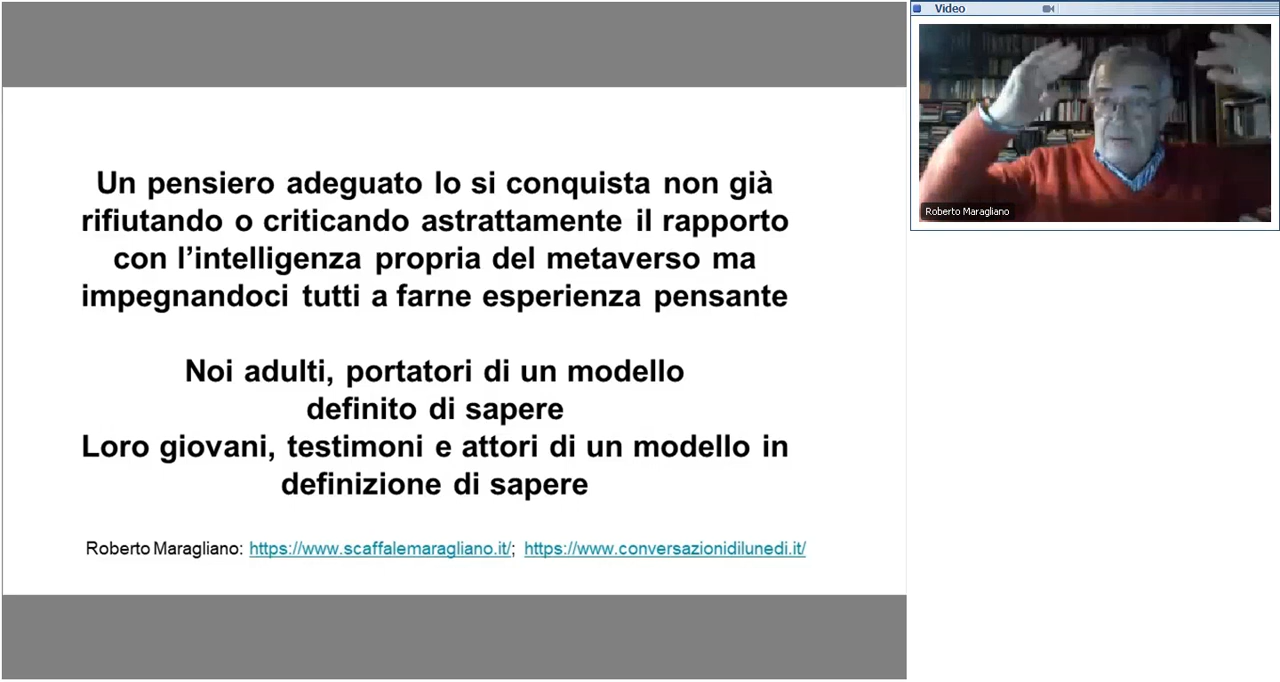 Un pensiero adeguato lo si conquista non già
rifiutando o criticando astrattamente il rapporto
con l’intelligenza propria del metaverso ma
impegnandoci tutti a farne esperienza pensante
Noi adulti, portatori di un modello
definito di sapere
Loro giovani, testimoni e attori di un modello in
definizione di sapere
Roberto Maragliano: https://www.scaffalemaragliano.it/; https://www.conversazionidilunedi.it/
Video
Roberto Maragliano